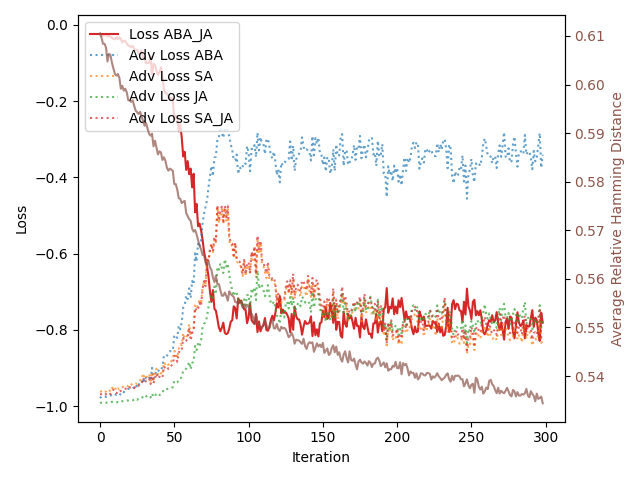 Loss ABA_JA
Adv Loss ABA
Adv Loss SA
Adv Loss JA
Adv Loss SA_JA
0.0
−0.2
−0.4
−0.6
−0.8
−1.0
Loss
0
50
100
150
200
250
300
Iteration
0.61
0.60
0.59
0.58
0.57
0.56
0.55
0.54
Average Relative Hamming Distance